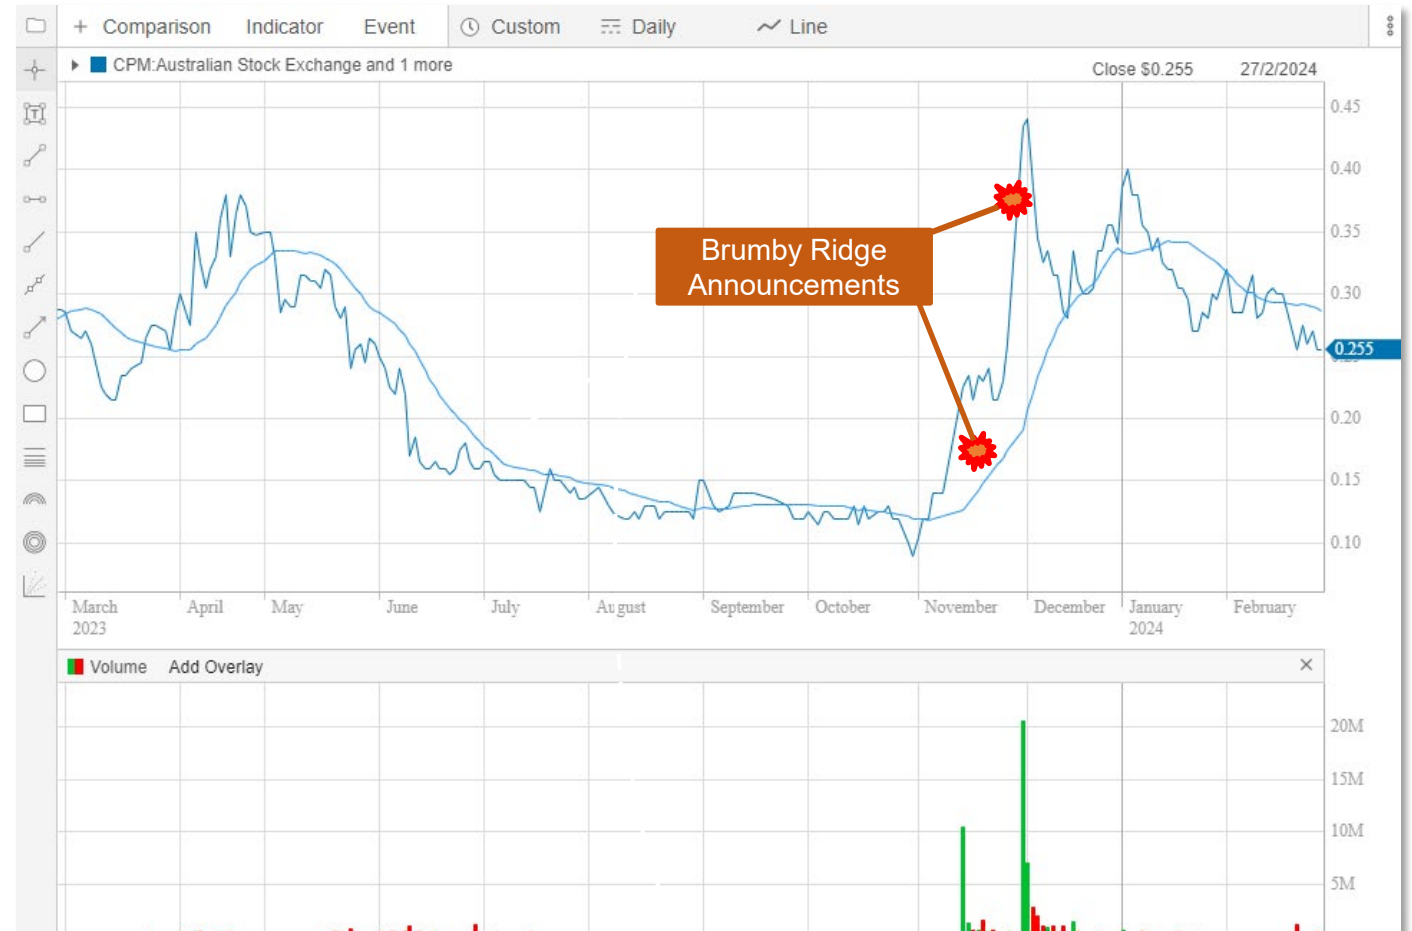 + Comparison Indicator Event Custom Daily Line
CPM:Australian Stock Exchange and 1 more
Close $0.255 27/2/2024
0.45
0.40
Brumby Ridge
Announcements
0.35
0.30
0.255
0.20
0.15
0.10
March April May June July August September October November December January February
2023 2024
Volume Add Overlay ×
20M
15M
10M
5M
T